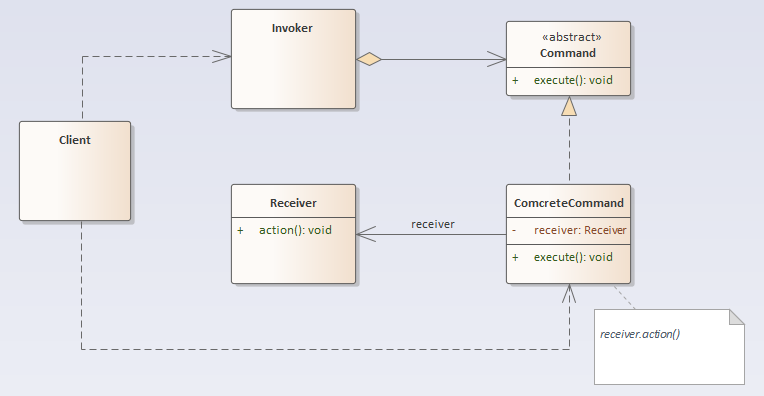 Invoker
«abstract»
Command
+ execute(): void
Client
Receiver
+ action(): void
receiver
ComcreteCommand
- receiver: Receiver
+ execute(): void
receiver.action()